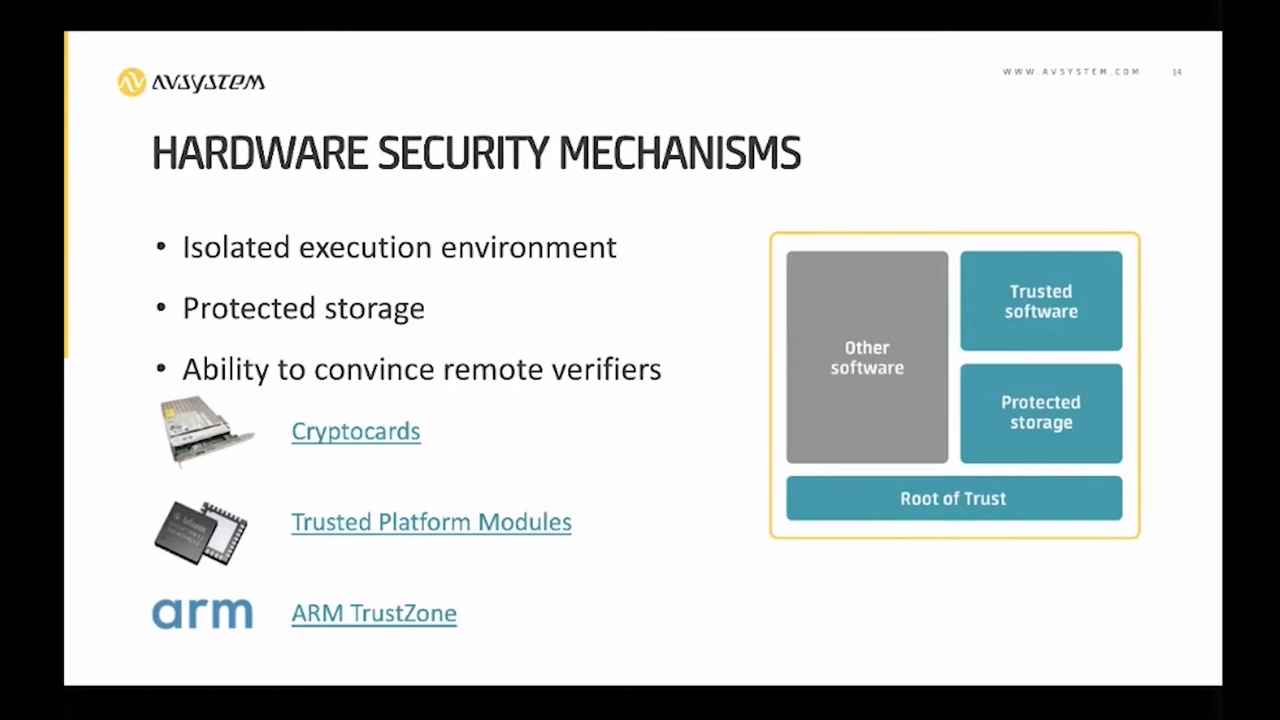 AVSYSTEM
WWW.AVSYSTEM.COM 14
HARDWARE SECURITY MECHANISMS
• Isolated execution environment
• Protected storage
• Ability to convince remote verifiers
Cryptocards
Trusted Platform Modules
arm ARM TrustZone
Other
software
Trusted
software
Protected
storage
Root of Trust